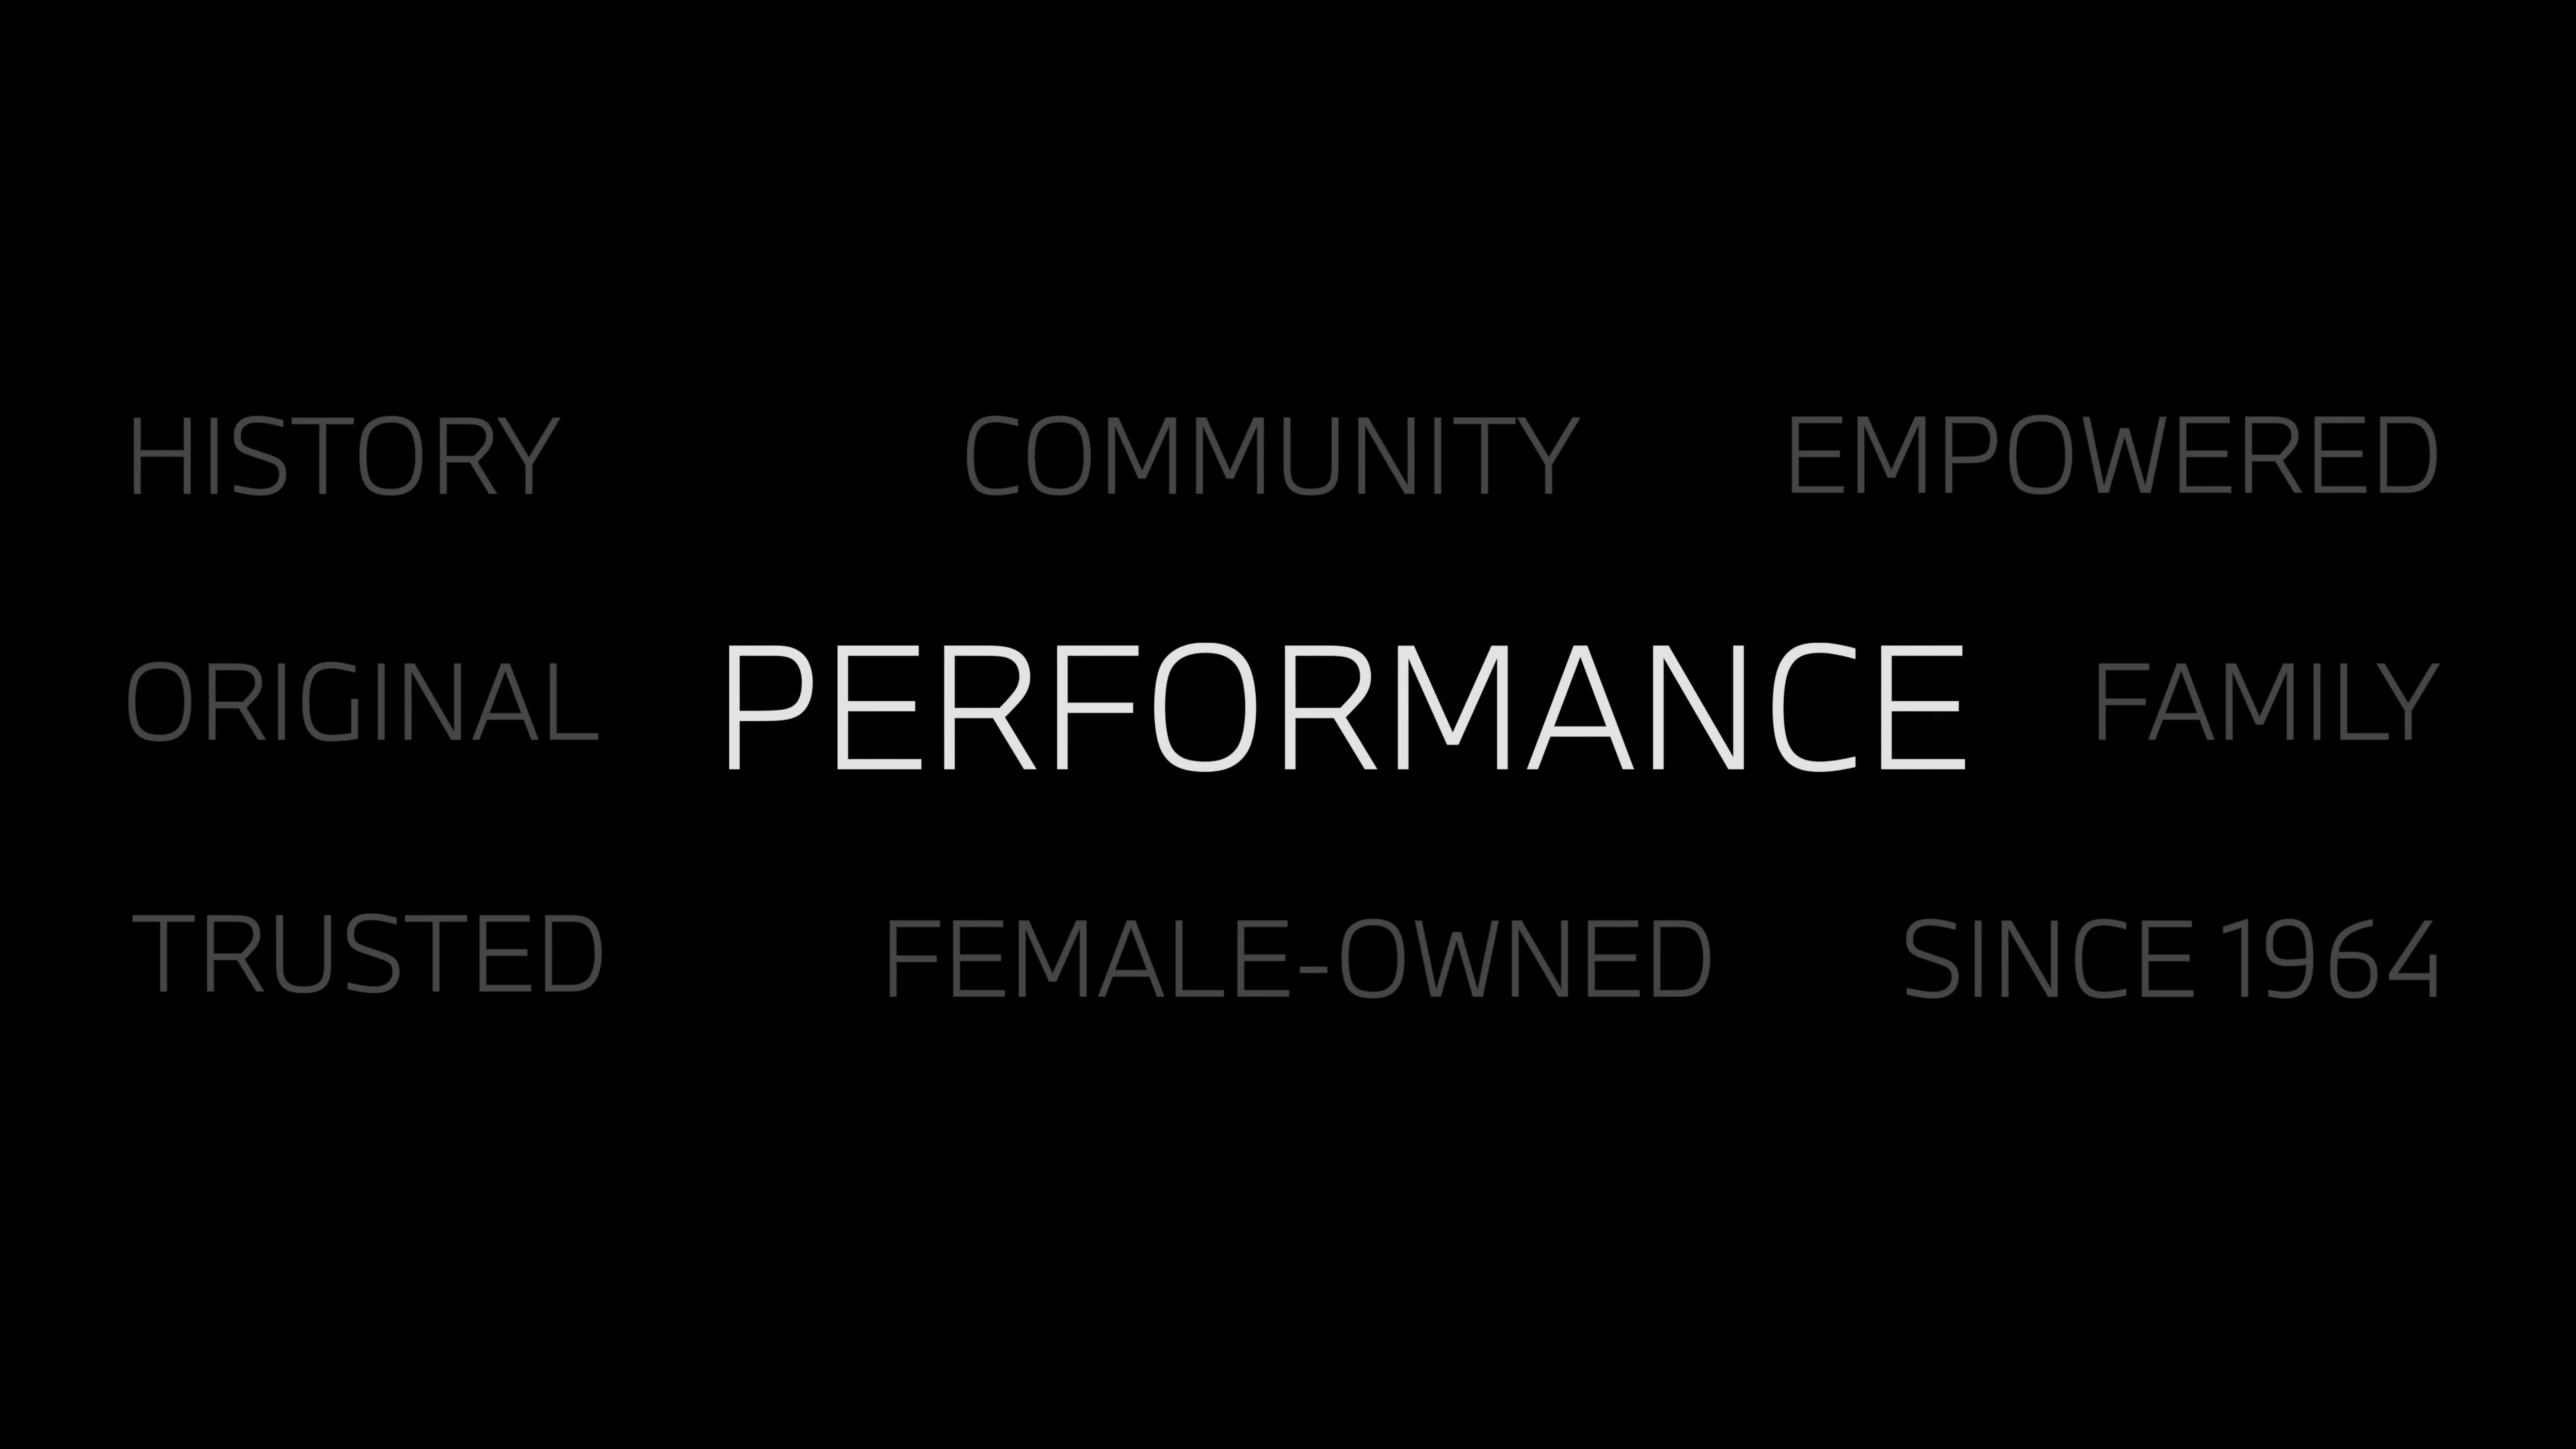 HISTORY COMMUNITY EMPOWERED
ORIGINAL PERFORMANCE FAMILY
TRUSTED FEMALE-OWNED SINCE 1964